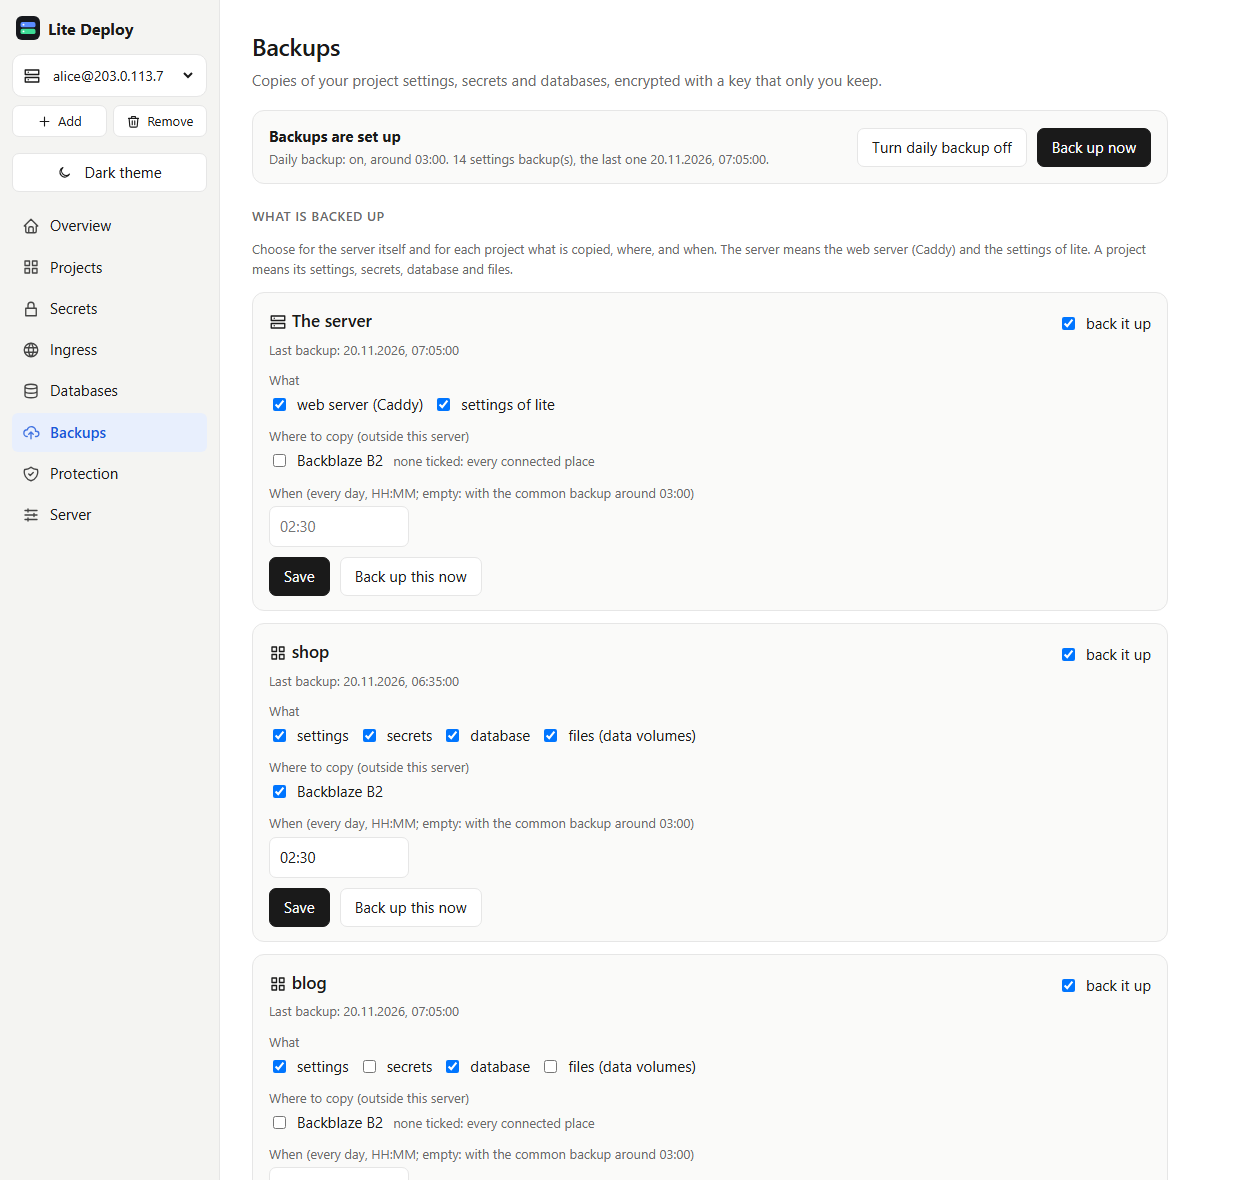 Lite Deploy
alice@203.0.113.7
Add
Remove
Dark theme
Overview
Projects
Secrets
Ingress
Databases
Backups
Protection
Server
Backups
Copies of your project settings, secrets and databases, encrypted with a key that only you keep.
Backups are set up
Daily backup: on, around 03:00. 14 settings backup(s), the last one 20.11.2026, 07:05:00.
Turn daily backup off
Back up now
WHAT IS BACKED UP
Choose for the server itself and for each project what is copied, where, and when. The server means the web server (Caddy) and the settings of lite. A project
means its settings, secrets, database and files.
The server
back it up
Last backup: 20.11.2026, 07:05:00
What
web server (Caddy) settings of lite
Where to copy (outside this server)
Backblaze B2 none ticked: every connected place
When (every day, HH:MM; empty: with the common backup around 03:00)
02:30
Save
Back up this now
shop
back it up
Last backup: 20.11.2026, 06:35:00
What
settings secrets database files (data volumes)
Where to copy (outside this server)
Backblaze B2
When (every day, HH:MM; empty: with the common backup around 03:00)
02:30
Save
Back up this now
blog
back it up
Last backup: 20.11.2026, 07:05:00
What
settings secrets database files (data volumes)
Where to copy (outside this server)
Backblaze B2 none ticked: every connected place
When (every day, HH:MM; empty: with the common backup around 03:00)